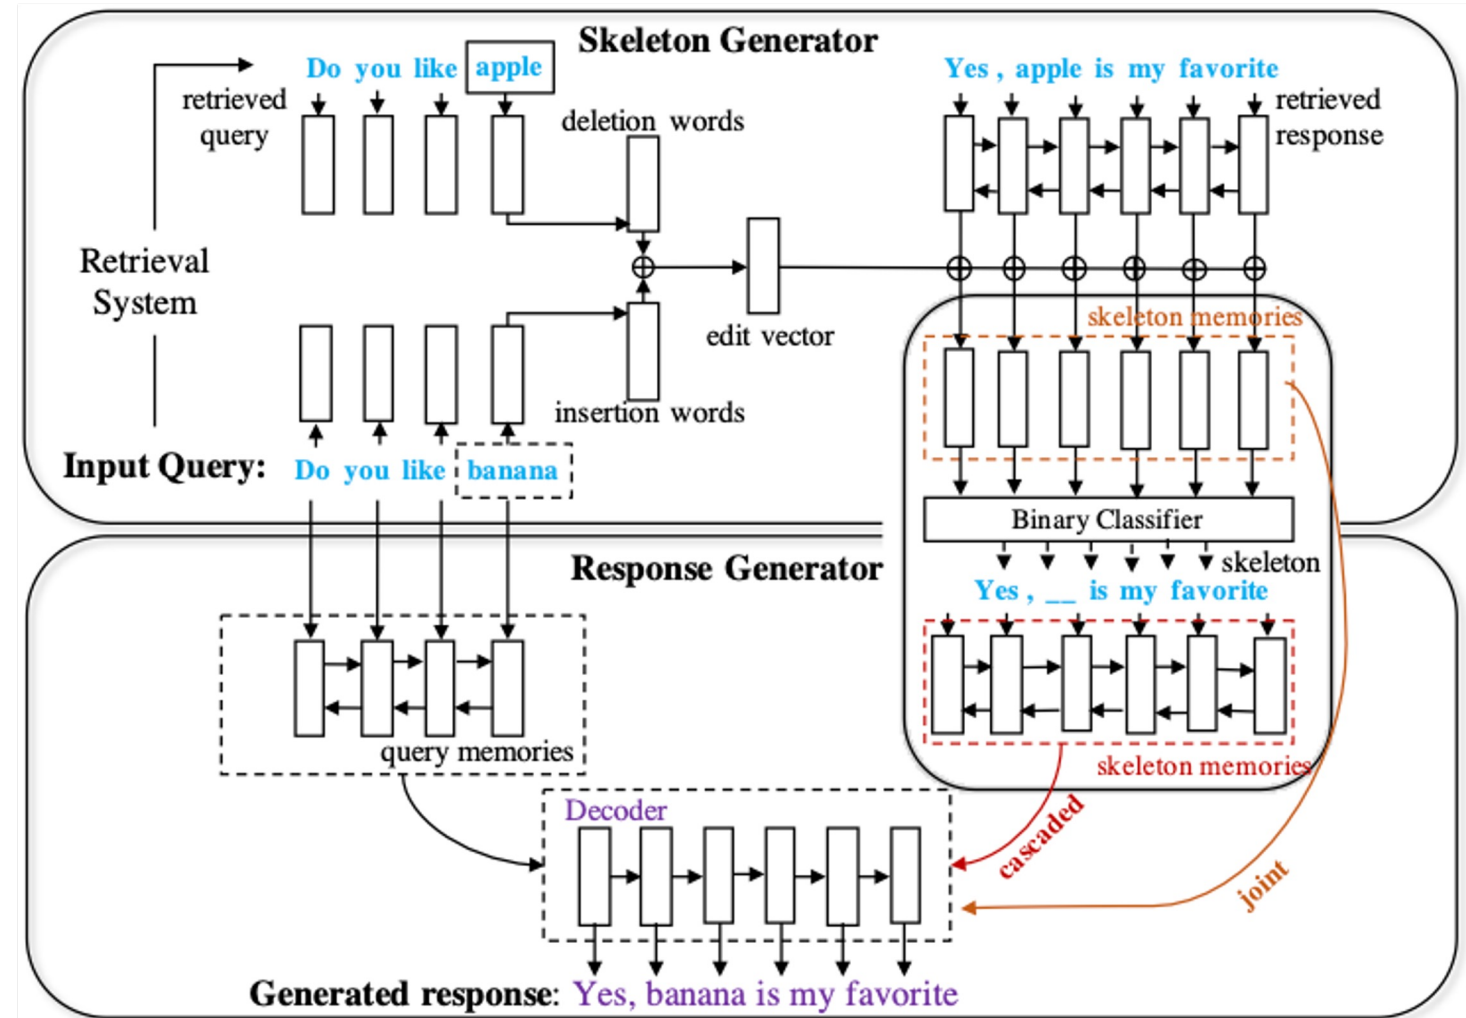 Skeleton Generator
Do you like apple
Yes , apple is my favorite
retrieved
query
deletion words
retrieved
response
Retrieval
System
edit vector
skeleton memories
insertion words
Input Query: Do you like banana
Binary Classifier
skeleton
Response Generator
Yes , __ is my favorite
query memories
skeleton memories
Decoder
cascaded
joint
Generated response: Yes, banana is my favorite